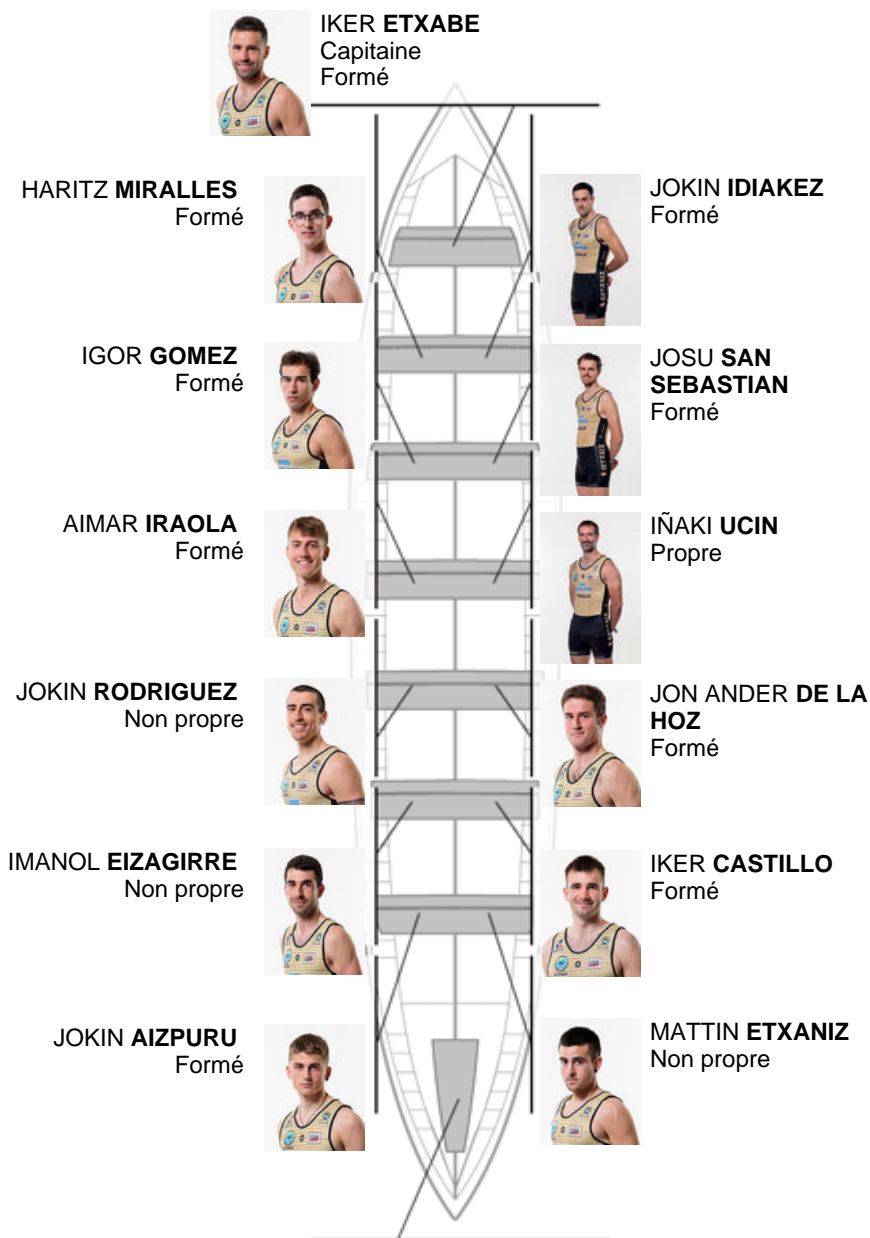 IKER ETXABE
Capitaine
Formé
HARITZ MIRALLES
Formé
JOKIN IDIAKEZ
Formé
IGOR GOMEZ
Formé
JOSU SAN
SEBASTIAN
Formé
AIMAR IRAOLA
Formé
IÑAKI UCIN
Propre
JOKIN RODRIGUEZ
Non propre
JON ANDER DE LA
HOZ
Formé
IMANOL EIZAGIRRE
Non propre
IKER CASTILLO
Formé
JOKIN AIZPURU
Formé
MATTIN ETXANIZ
Non propre